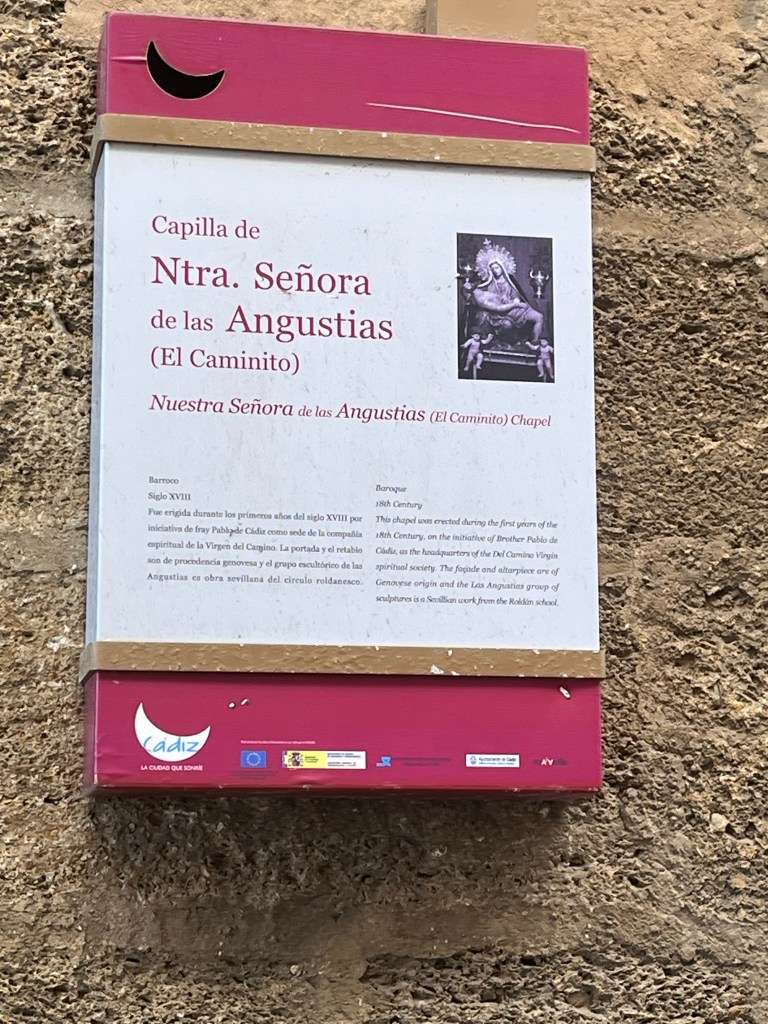 Capilla de
Ntra. Señora
de las Angustias
(El Caminito)
Nuestra Señora de las Angustias (El Caminito) Chapel
Barroco
Siglo XVIII
Fue erigida durante los primeros años del siglo XVIII por
iniciativa de fray Pablo de Cádiz como sede de la compañía
espiritual de la Virgen del Camino. La portada y el retablo
son de procedencia genovesa y el grupo escultórico de las
Angustias es obra sevillana del círculo roldanesco.
Baroque
18th Century
This chapel was erected during the first years of the
18th Century, on the initiative of Brother Pablo de
Cádiz, as the headquarters of the Del Camino Virgin
spiritual society. The façade and altarpiece are of
Genovese origin and the Las Angustias group of
sculptures is a Sevillian work from the Roldán school.
Cádiz
LA CIUDAD QUE SONRÍE
Ayuntamiento de Cádiz